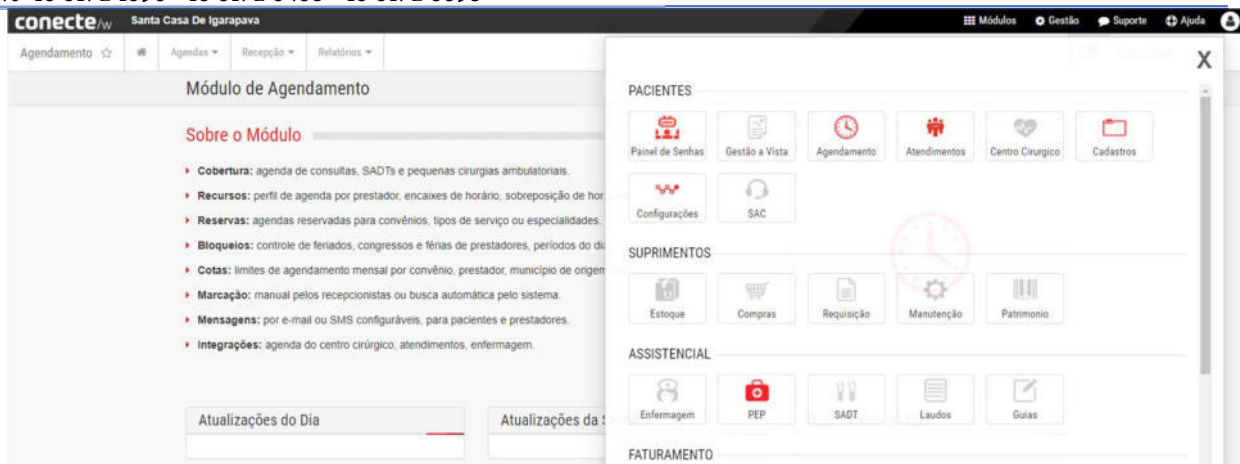 conecte/w Santa Casa De Igarapava Módulos Gestão Suporte Ajuda
Agendamento Agendas Recepção Relatórios
X
Módulo de Agendamento
Sobre o Módulo
Cobertura: agenda de consultas, SADTs e pequenas cirurgias ambulatoriais.
Recursos: perfil de agenda por prestador, encaixes de horário, sobreposição de hor
Reservas: agendas reservadas para convênios, tipos de serviço ou especialidades.
Bloqueios: controle de feriados, congressos e férias de prestadores, períodos do di
Cotas: limites de agendamento mensal por convênio, prestador, município de origem
Marcação: manual pelos recepcionistas ou busca automática pelo sistema.
Mensagens: por e-mail ou SMS configuráveis, para pacientes e prestadores.
Integrações: agenda do centro cirúrgico, atendimentos, enfermagem.
Atualizações do Dia
Atualizações da S
PACIENTES
Painel de Senhas Gestão a Vista Agendamento Atendimentos Centro Cirurgico Cadastros
Configurações SAC
SUPRIMENTOS
Estoque Compras Requisição Manutenção Patrimonio
ASSISTENCIAL
Enfermagem PEP SADT Laudos Guias
FATURAMENTO